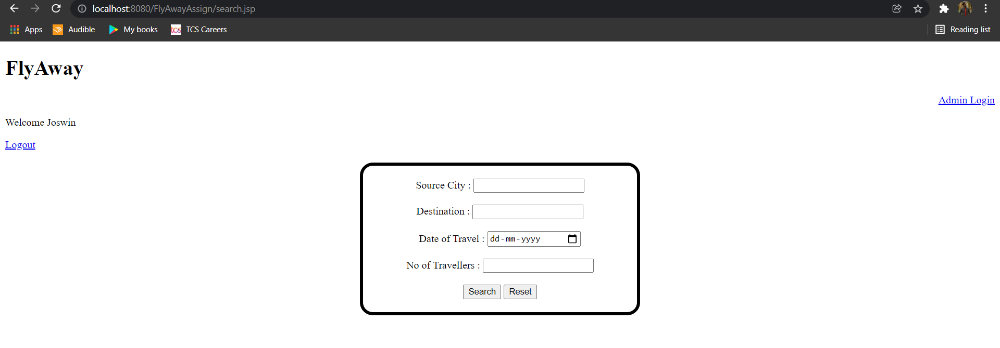 localhost:8080/FlyAwayAssign/search.jsp
Apps Audible My books tcs TCS Careers Reading list
FlyAway
Admin Login
Welcome Joswin
Logout
Source City :
Destination :
Date of Travel : dd-mm-yyyy
No of Travellers :
Search Reset